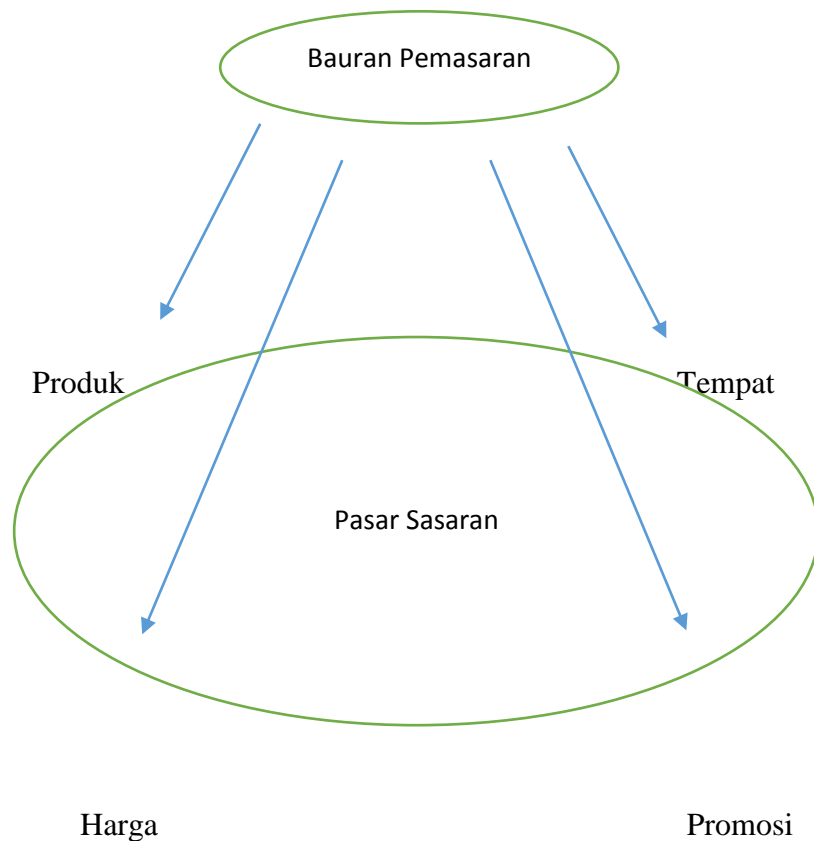 Bauran Pemasaran
Produk
Tempat
Pasar Sasaran
Harga
Promosi